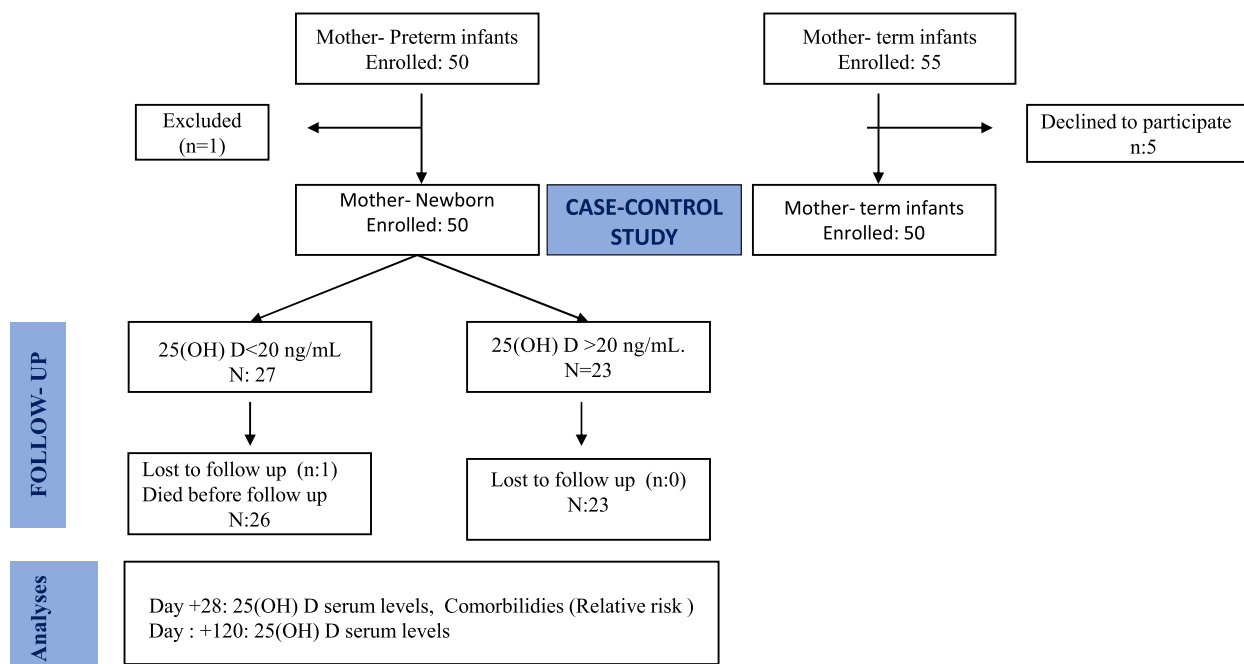 Mother- Preterm infants
Enrolled: 50
Mother- term infants
Enrolled: 55
Excluded
(n=1)
Declined to participate
n:5
Mother- Newborn
Enrolled: 50
CASE-CONTROL
STUDY
Mother- term infants
Enrolled: 50
FOLLOW- UP
25(OH) D<20 ng/mL
N: 27
25(OH) D >20 ng/mL.
N=23
Lost to follow up (n:1)
Died before follow up
N:26
Lost to follow up (n:0)
N:23
Analyses
Day +28: 25(OH) D serum levels, Comorbilidies (Relative risk )
Day : +120: 25(OH) D serum levels